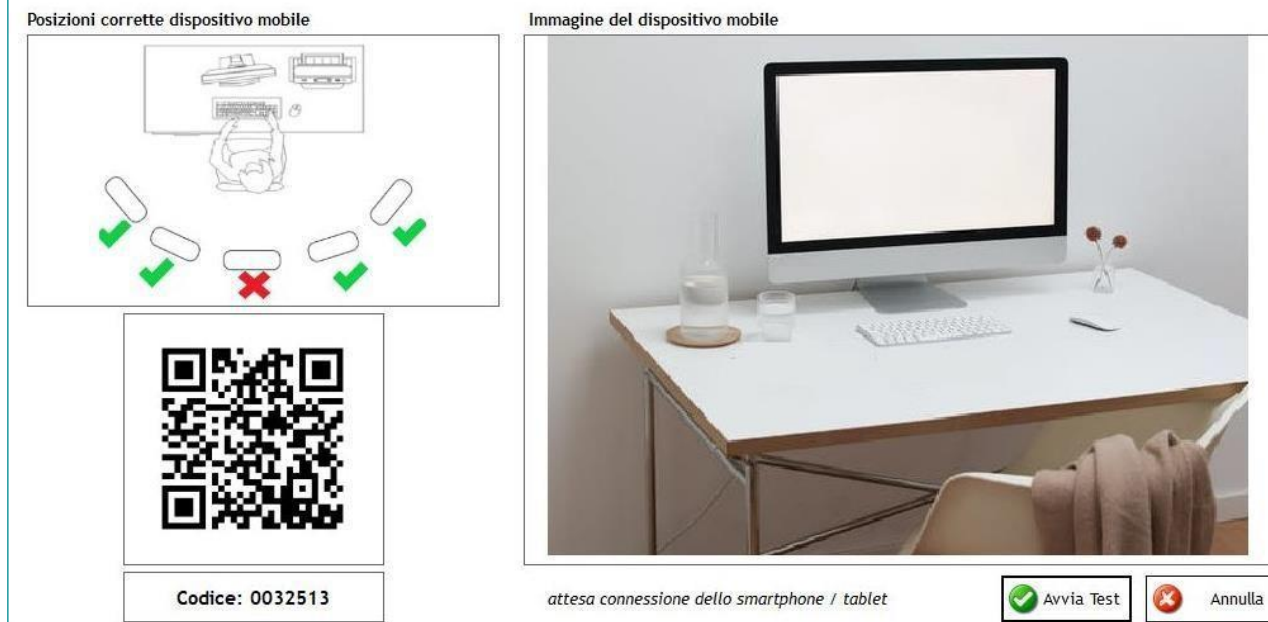 Posizioni corrette dispositivo mobile
Immagine del dispositivo mobile
Codice: 0032513
attesa connessione dello smartphone / tablet
Avvia Test
Annulla